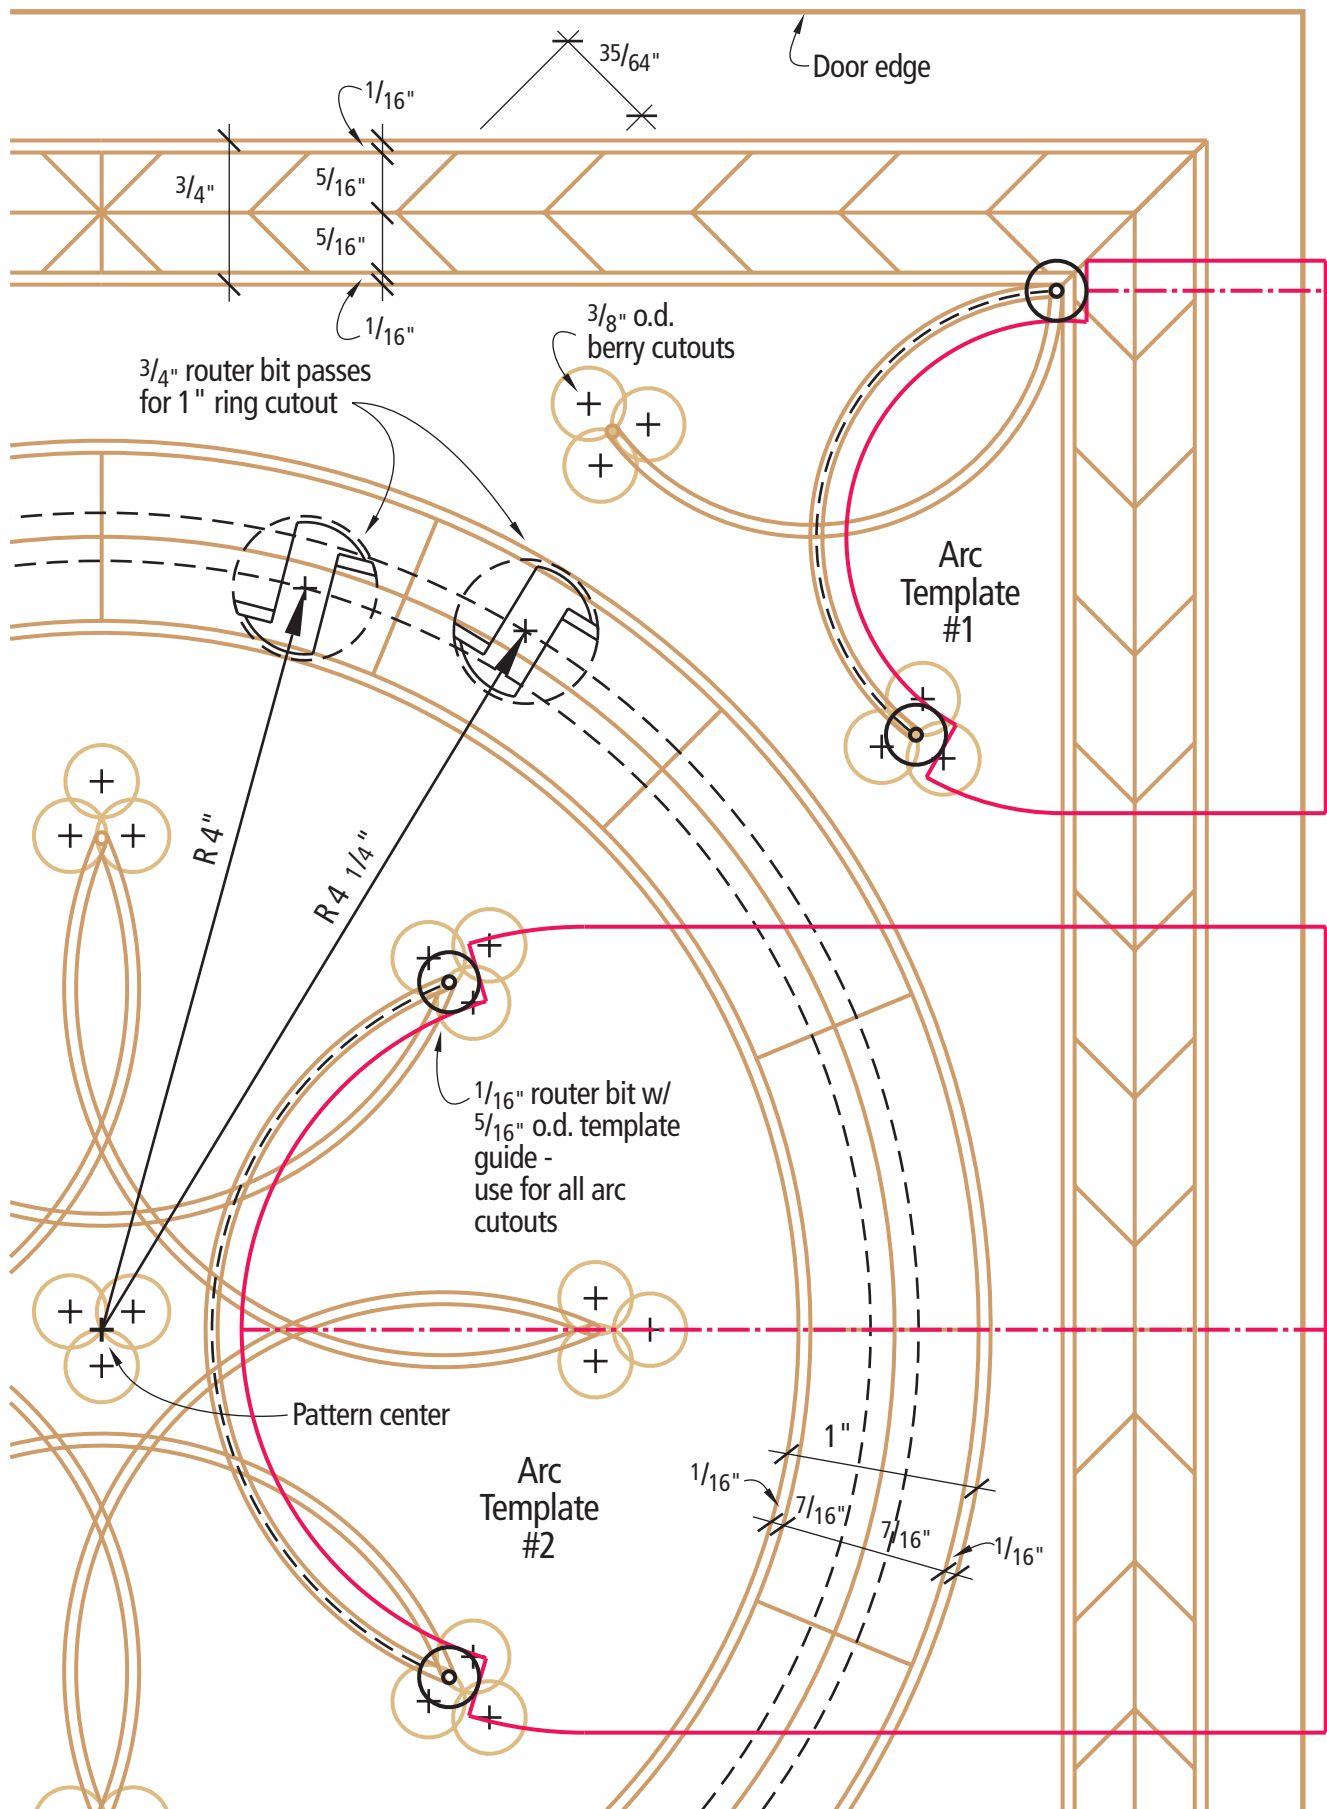 35/64"
Door edge
1/16"
3/4"
5/16"
5/16"
1/16"
3/8" o.d.
berry cutouts
3/4" router bit passes
for 1" ring cutout
Arc
Template
#1
R 4"
R 4 1/4"
1/16" router bit w/
5/16" o.d. template
guide -
use for all arc
cutouts
Pattern center
1"
1/16"
7/16"
7/16"
1/16"
Arc
Template
#2